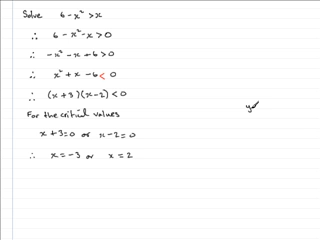 Solve 6 - x² > x
∴ 6 - x² - x > 0
∴ -x² - x + 6 > 0
∴ x² + x - 6 < 0
∴ (x + 3)(x - 2) < 0
For the critical values
x + 3 = 0 or x - 2 = 0
∴ x = -3 or x = 2